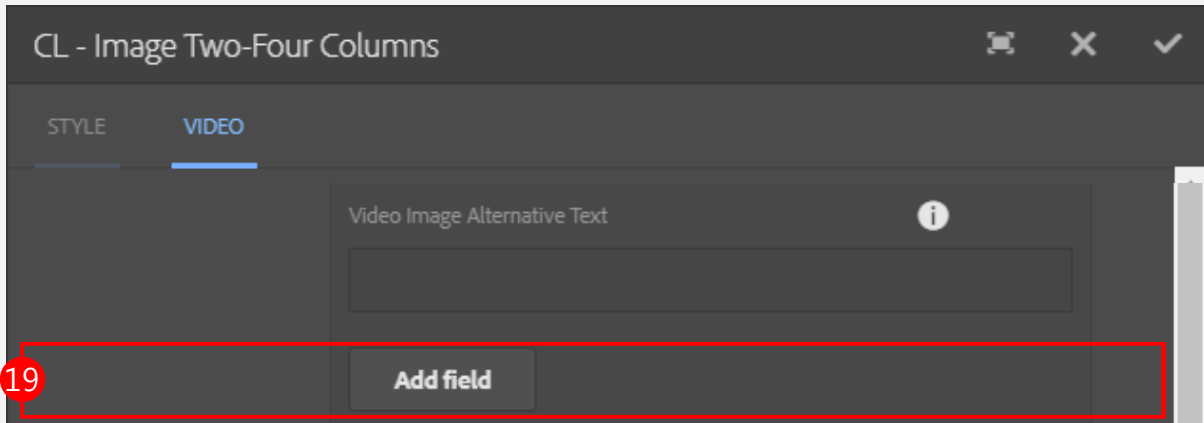 CL - Image Two-Four Columns
STYLE VIDEO
Video Image Alternative Text
19
Add field